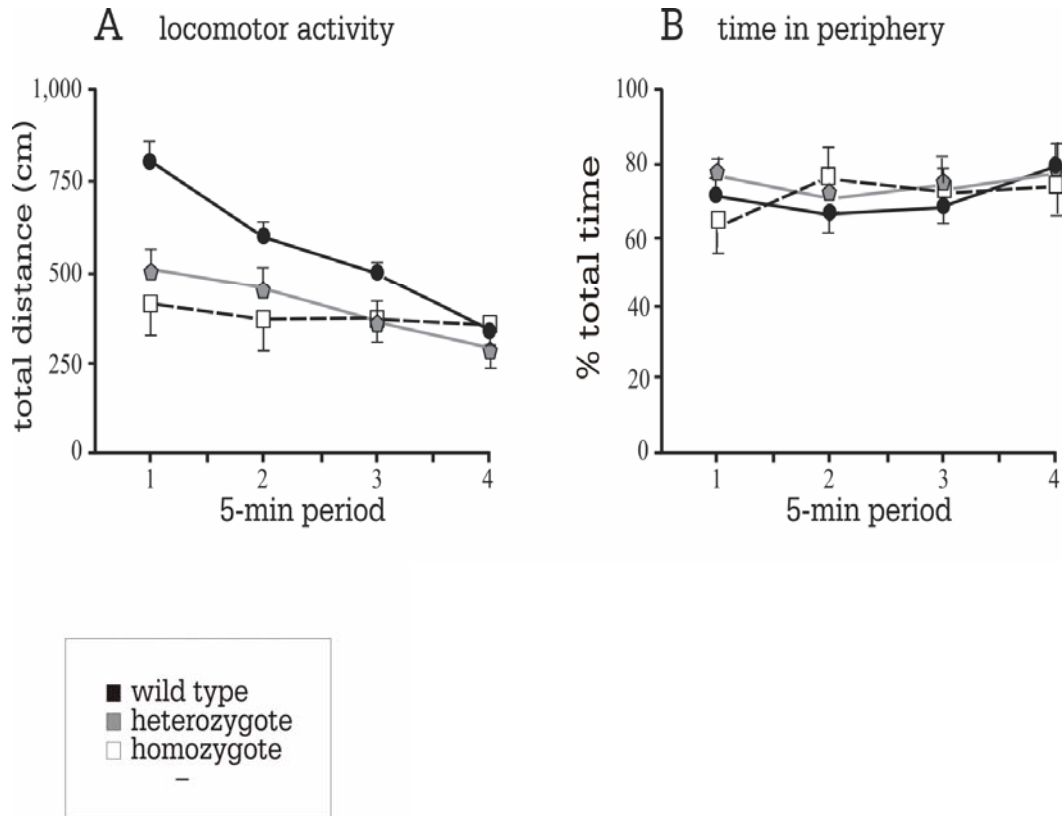 A locomotor activity
total distance (cm)
1,000
750
500
250
0
1 2 3 4
5-min period
B time in periphery
% total time
100
80
60
40
20
0
1 2 3 4
5-min period
wild type
heterozygote
homozygote
–